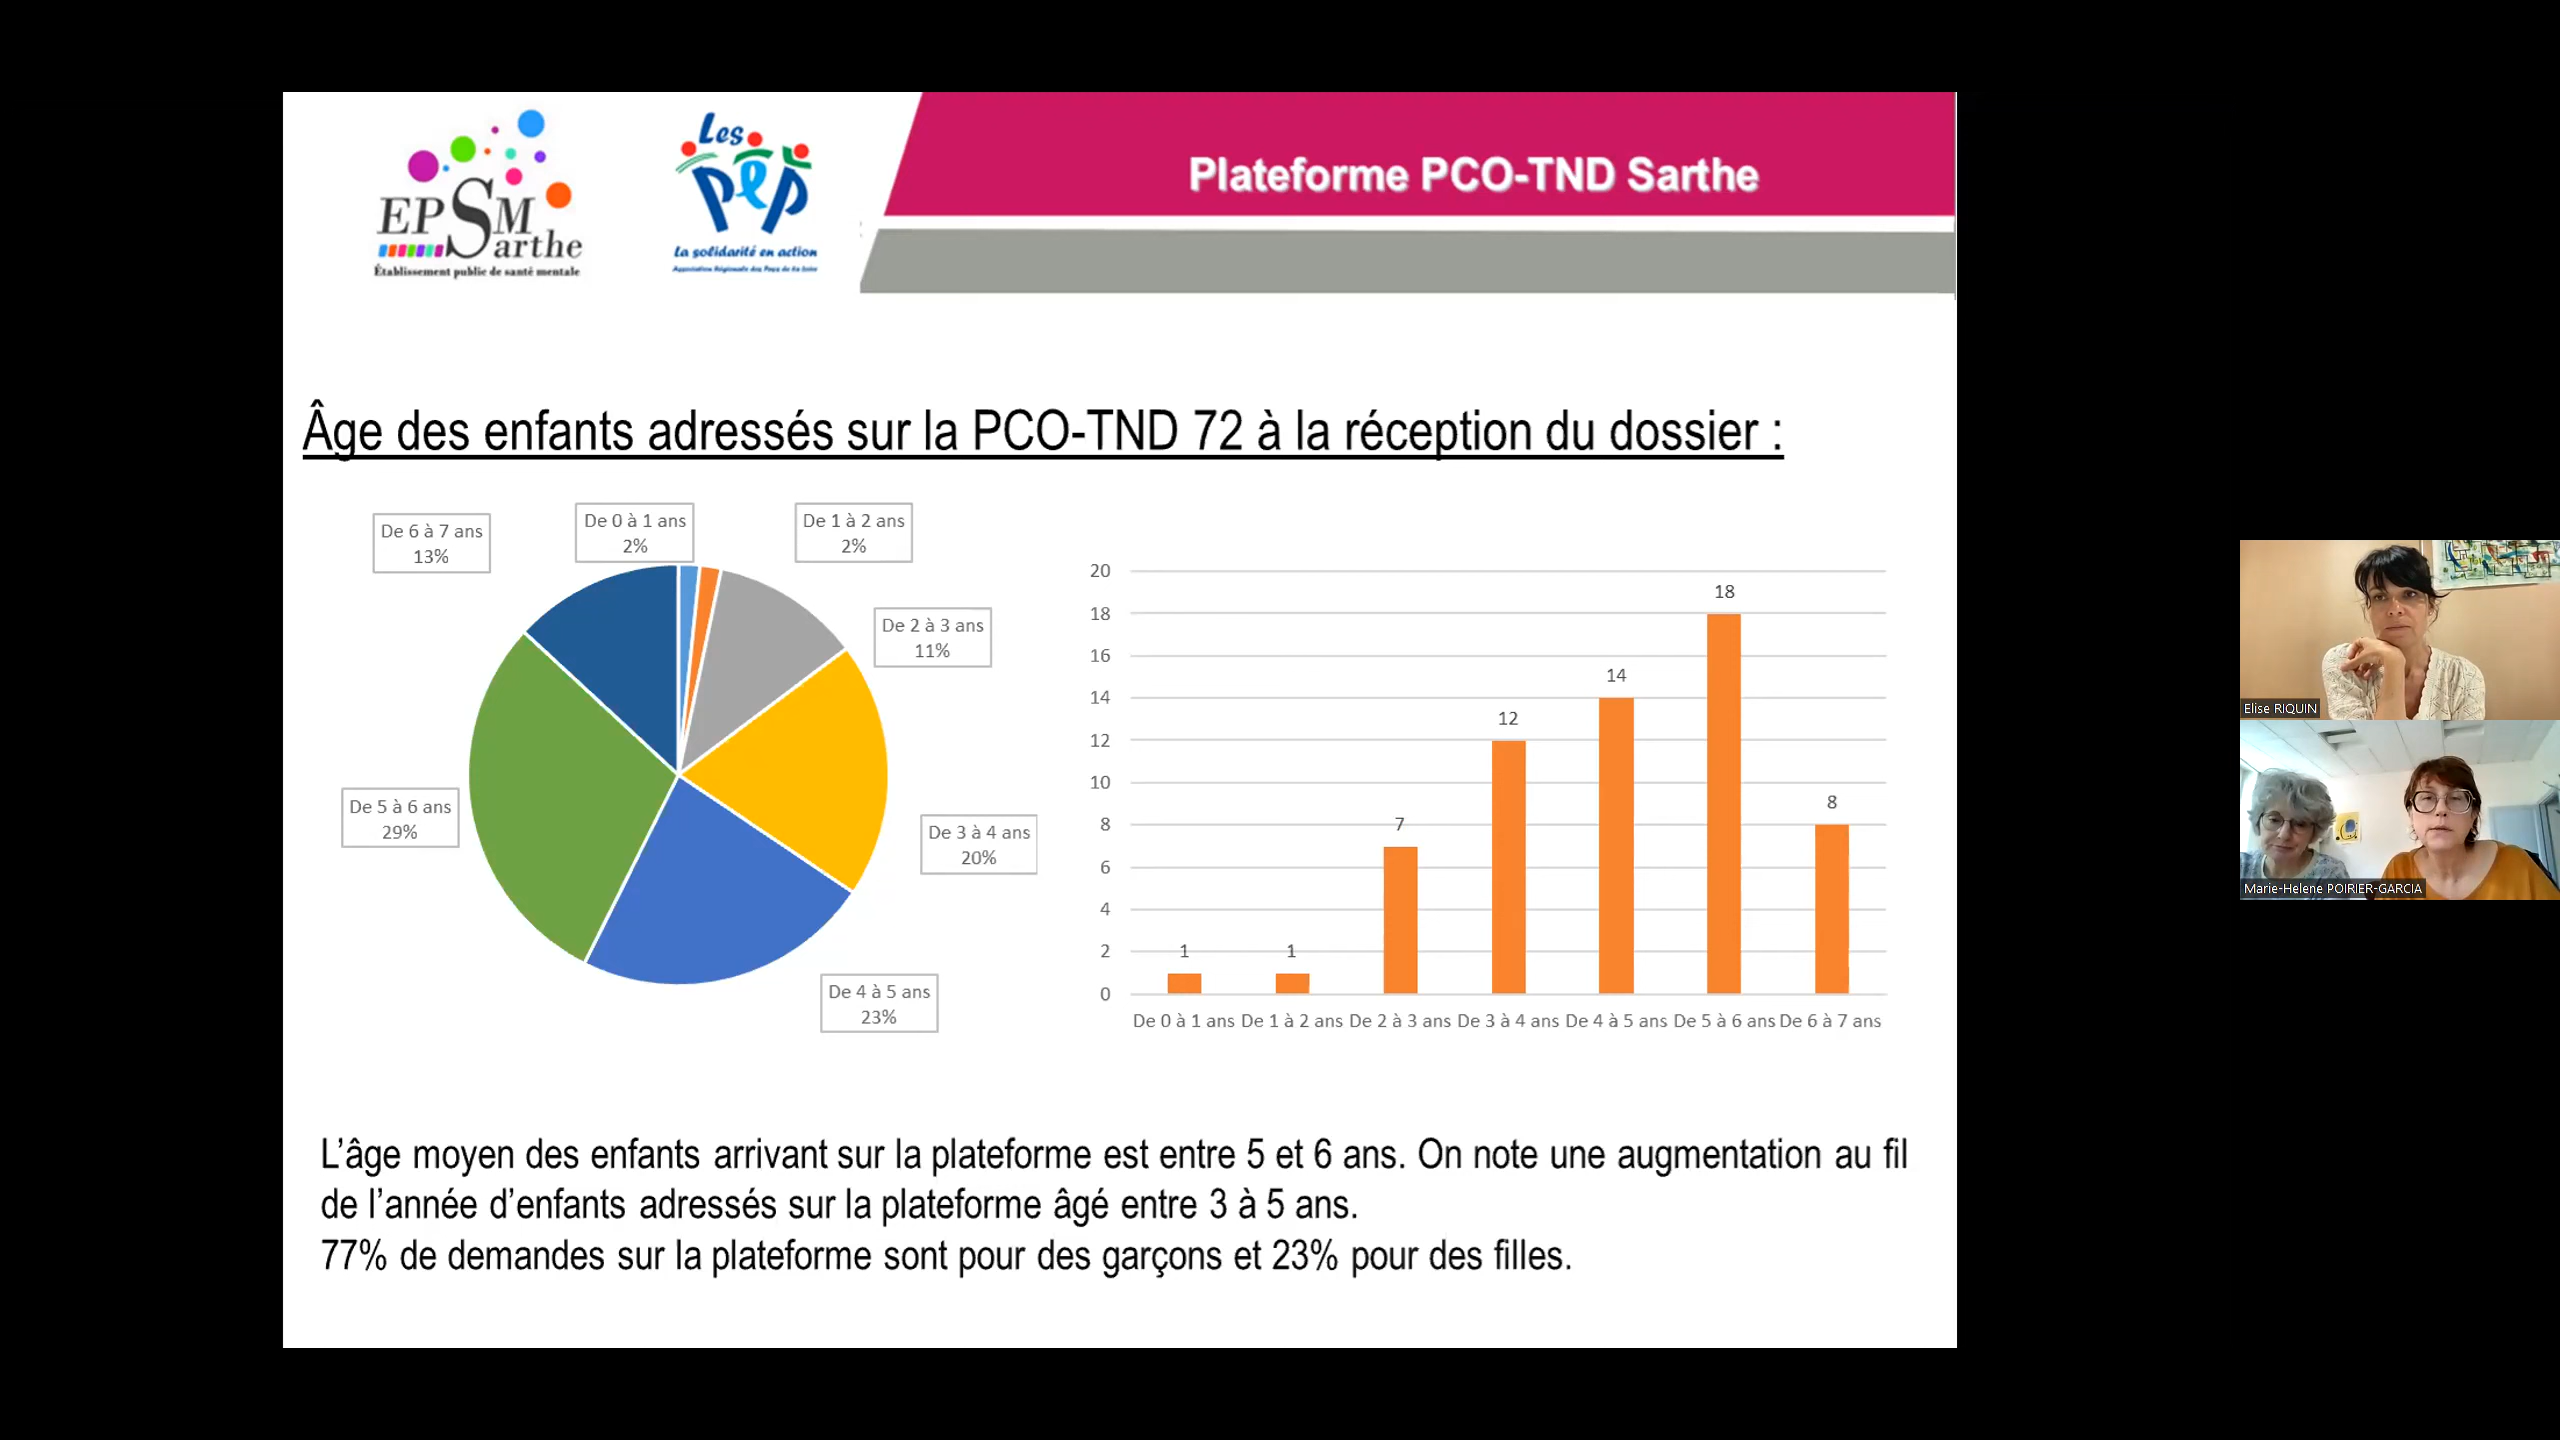 EPSMsarthe
Établissement public de santé mentale
Les
pep
La solidarité en action
Association Régionale des Pays de la Loire
Plateforme PCO-TND Sarthe
Âge des enfants adressés sur la PCO-TND 72 à la réception du dossier :
De 6 à 7 ans
13%
De 0 à 1 ans
2%
De 1 à 2 ans
2%
De 2 à 3 ans
11%
De 3 à 4 ans
20%
De 4 à 5 ans
23%
De 5 à 6 ans
29%
20
18
16
14
12
10
8
6
4
2
0
1
1
7
12
14
18
8
De 0 à 1 ans De 1 à 2 ans De 2 à 3 ans De 3 à 4 ans De 4 à 5 ans De 5 à 6 ans De 6 à 7 ans
L'âge moyen des enfants arrivant sur la plateforme est entre 5 et 6 ans. On note une augmentation au fil
de l'année d'enfants adressés sur la plateforme âgé entre 3 à 5 ans.
77% de demandes sur la plateforme sont pour des garçons et 23% pour des filles.
Elise RIQUIN
Marie-Helene POIRIER-GARCIA